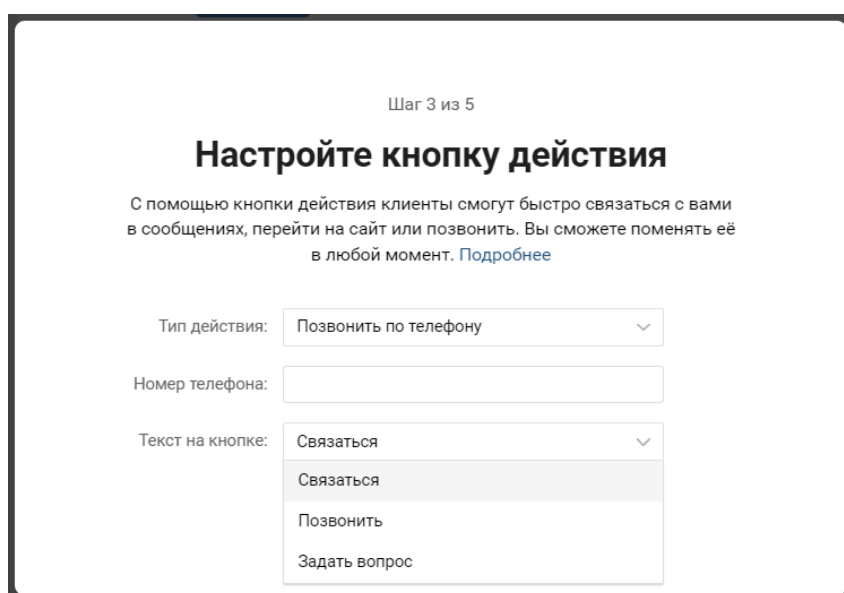 Шаг 3 из 5
Настройте кнопку действия
С помощью кнопки действия клиенты смогут быстро связаться с вами
в сообщениях, перейти на сайт или позвонить. Вы сможете поменять её
в любой момент. Подробнее
Тип действия: Позвонить по телефону
Номер телефона:
Текст на кнопке: Связаться
Связаться
Позвонить
Задать вопрос